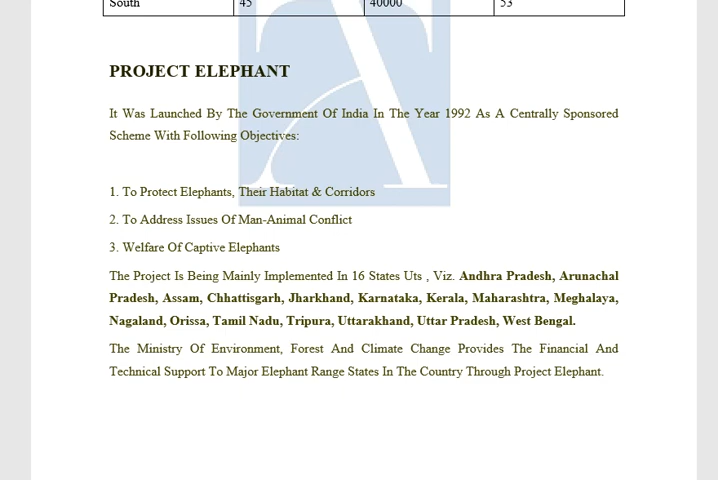 South 45 40000 53
PROJECT ELEPHANT
It Was Launched By The Government Of India In The Year 1992 As A Centrally Sponsored
Scheme With Following Objectives:
1. To Protect Elephants, Their Habitat & Corridors
2. To Address Issues Of Man-Animal Conflict
3. Welfare Of Captive Elephants
The Project Is Being Mainly Implemented In 16 States Uts , Viz. Andhra Pradesh, Arunachal
Pradesh, Assam, Chhattisgarh, Jharkhand, Karnataka, Kerala, Maharashtra, Meghalaya,
Nagaland, Orissa, Tamil Nadu, Tripura, Uttarakhand, Uttar Pradesh, West Bengal.
The Ministry Of Environment, Forest And Climate Change Provides The Financial And
Technical Support To Major Elephant Range States In The Country Through Project Elephant.